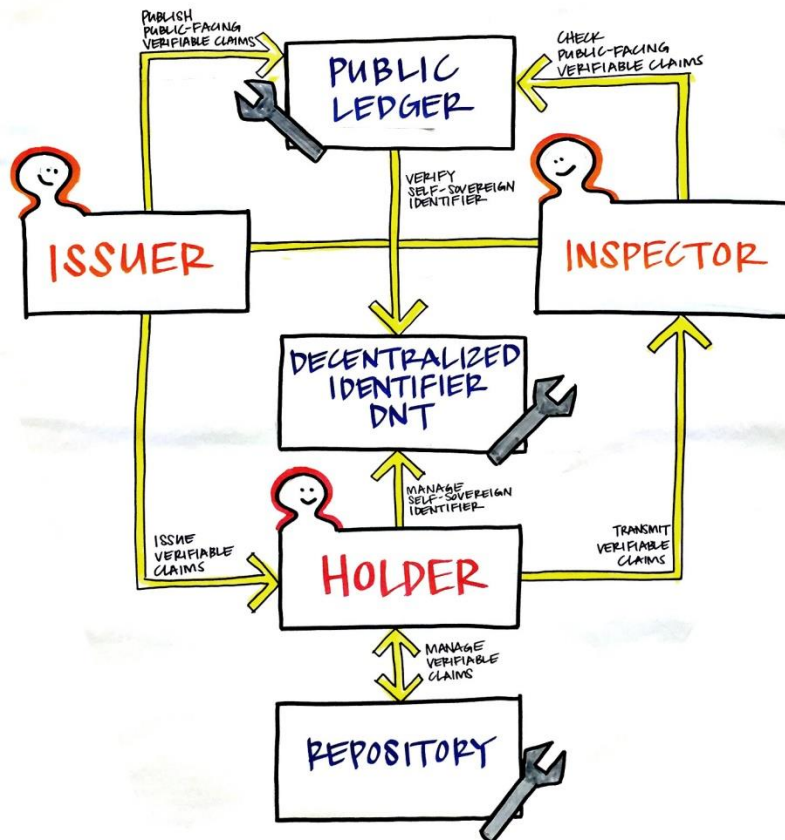 PUBLISH
PUBLIC-FACING
VERIFIABLE CLAIMS
PUBLIC
LEDGER
CHECK
PUBLIC-FACING
VERIFIABLE CLAIMS
VERIFY
SELF-SOVEREIGN
IDENTIFIER
ISSUER
INSPECTOR
DECENTRALIZED
IDENTIFIER
DNT
MANAGE
SELF-SOVEREIGN
IDENTIFIER
ISSUE
VERIFIABLE
CLAIMS
HOLDER
TRANSMIT
VERIFIABLE
CLAIMS
MANAGE
VERIFIABLE
CLAIMS
REPOSITORY